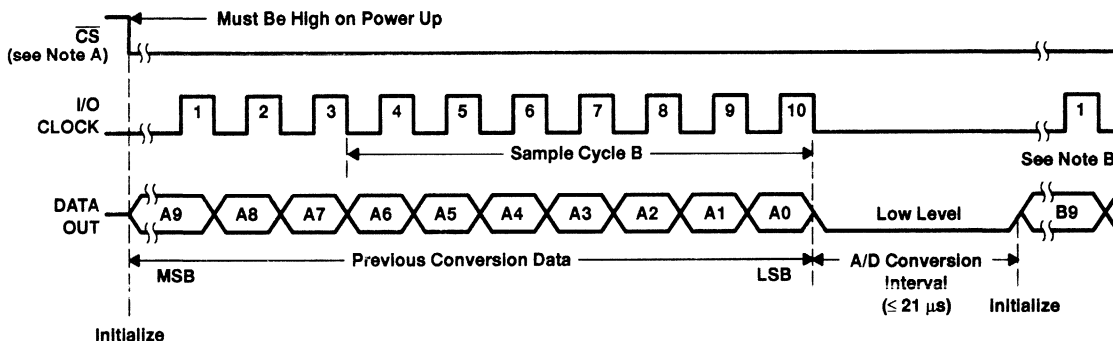 Must Be High on Power Up
CS
(see Note A)
I/O
CLOCK
1 2 3 4 5 6 7 8 9 10 1
Sample Cycle B
See Note B
DATA
OUT
A9 A8 A7 A6 A5 A4 A3 A2 A1 A0 Low Level B9
Previous Conversion Data
MSB LSB
A/D Conversion
Interval
(≤ 21 μs)
Initialize
Initialize